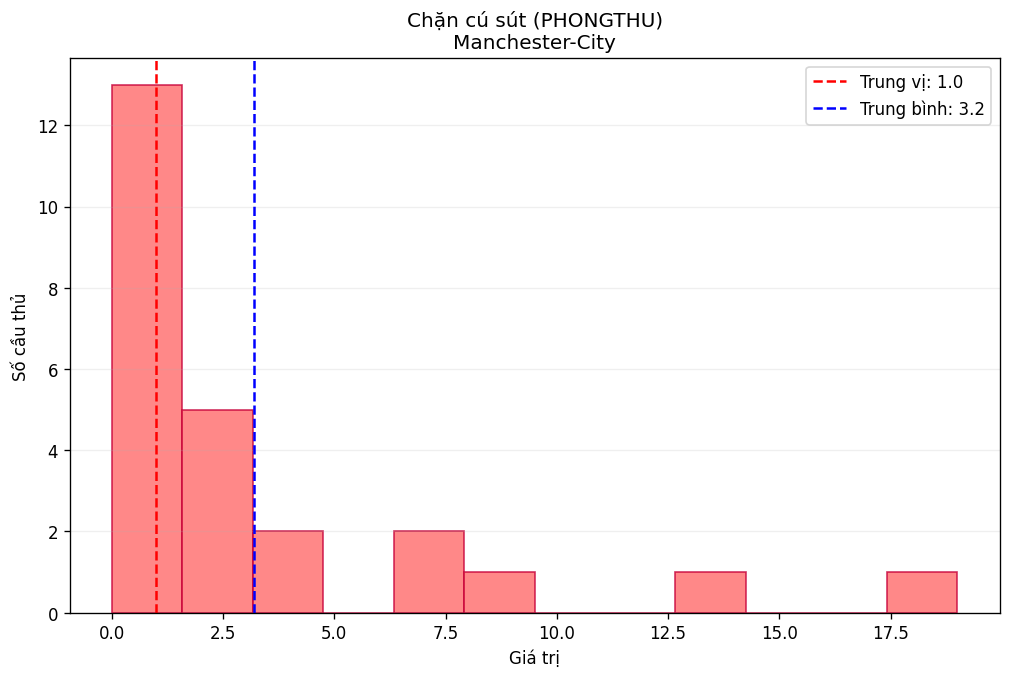 Chặn cú sút (PHONGTHU)
Manchester-City
Trung vị: 1.0
Trung bình: 3.2
Số cầu thủ
12
10
8
6
4
2
0
0.0
2.5
5.0
7.5
10.0
12.5
15.0
17.5
Giá trị